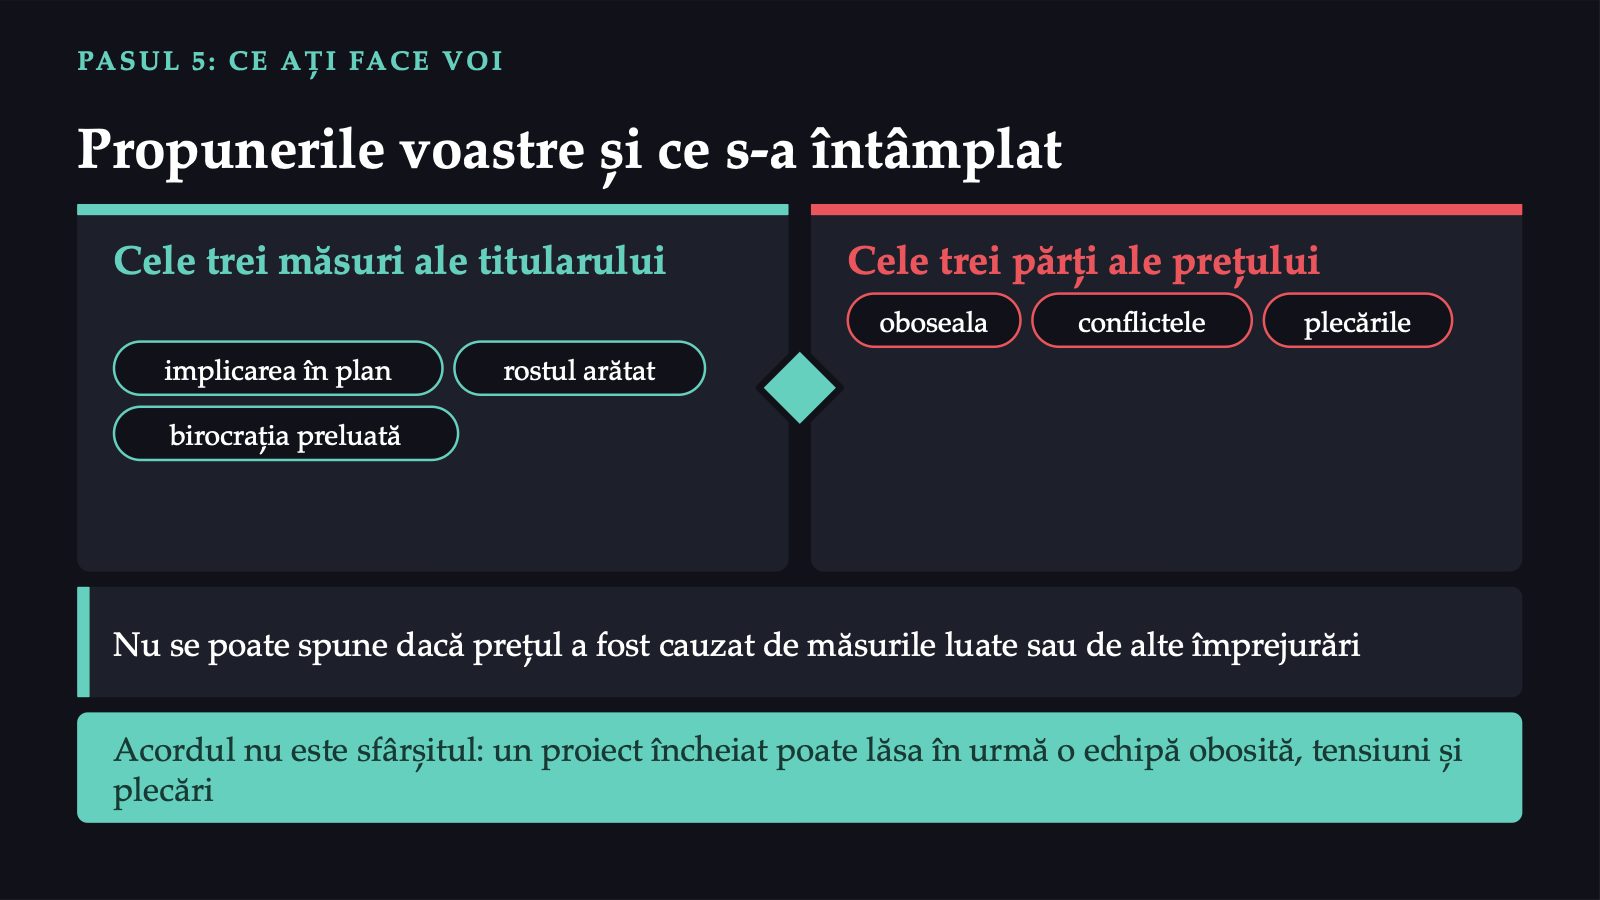 PASUL 5: CE AȚI FACE VOI
Propunerile voastre și ce s-a întâmplat
Cele trei măsuri ale titularului
implicarea în plan
rostul arătat
birocrația preluată
Cele trei părți ale prețului
oboseala
conflictele
plecările
Nu se poate spune dacă prețul a fost cauzat de măsurile luate sau de alte împrejurări
Acordul nu este sfârșitul: un proiect încheiat poate lăsa în urmă o echipă obosită, tensiuni și
plecări